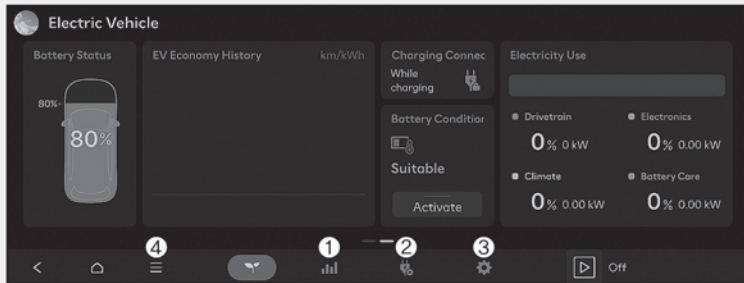 Electric Vehicle
Battery Status
80%
80%
EV Economy History
km/kWh
Charging Connec
While
charging
Battery Condition
Suitable
Activate
Electricity Use
Drivetrain
0% 0 kW
Electronics
0% 0.00 kW
Climate
0% 0.00 kW
Battery Care
0% 0.00 kW
4
1
2
3
Off